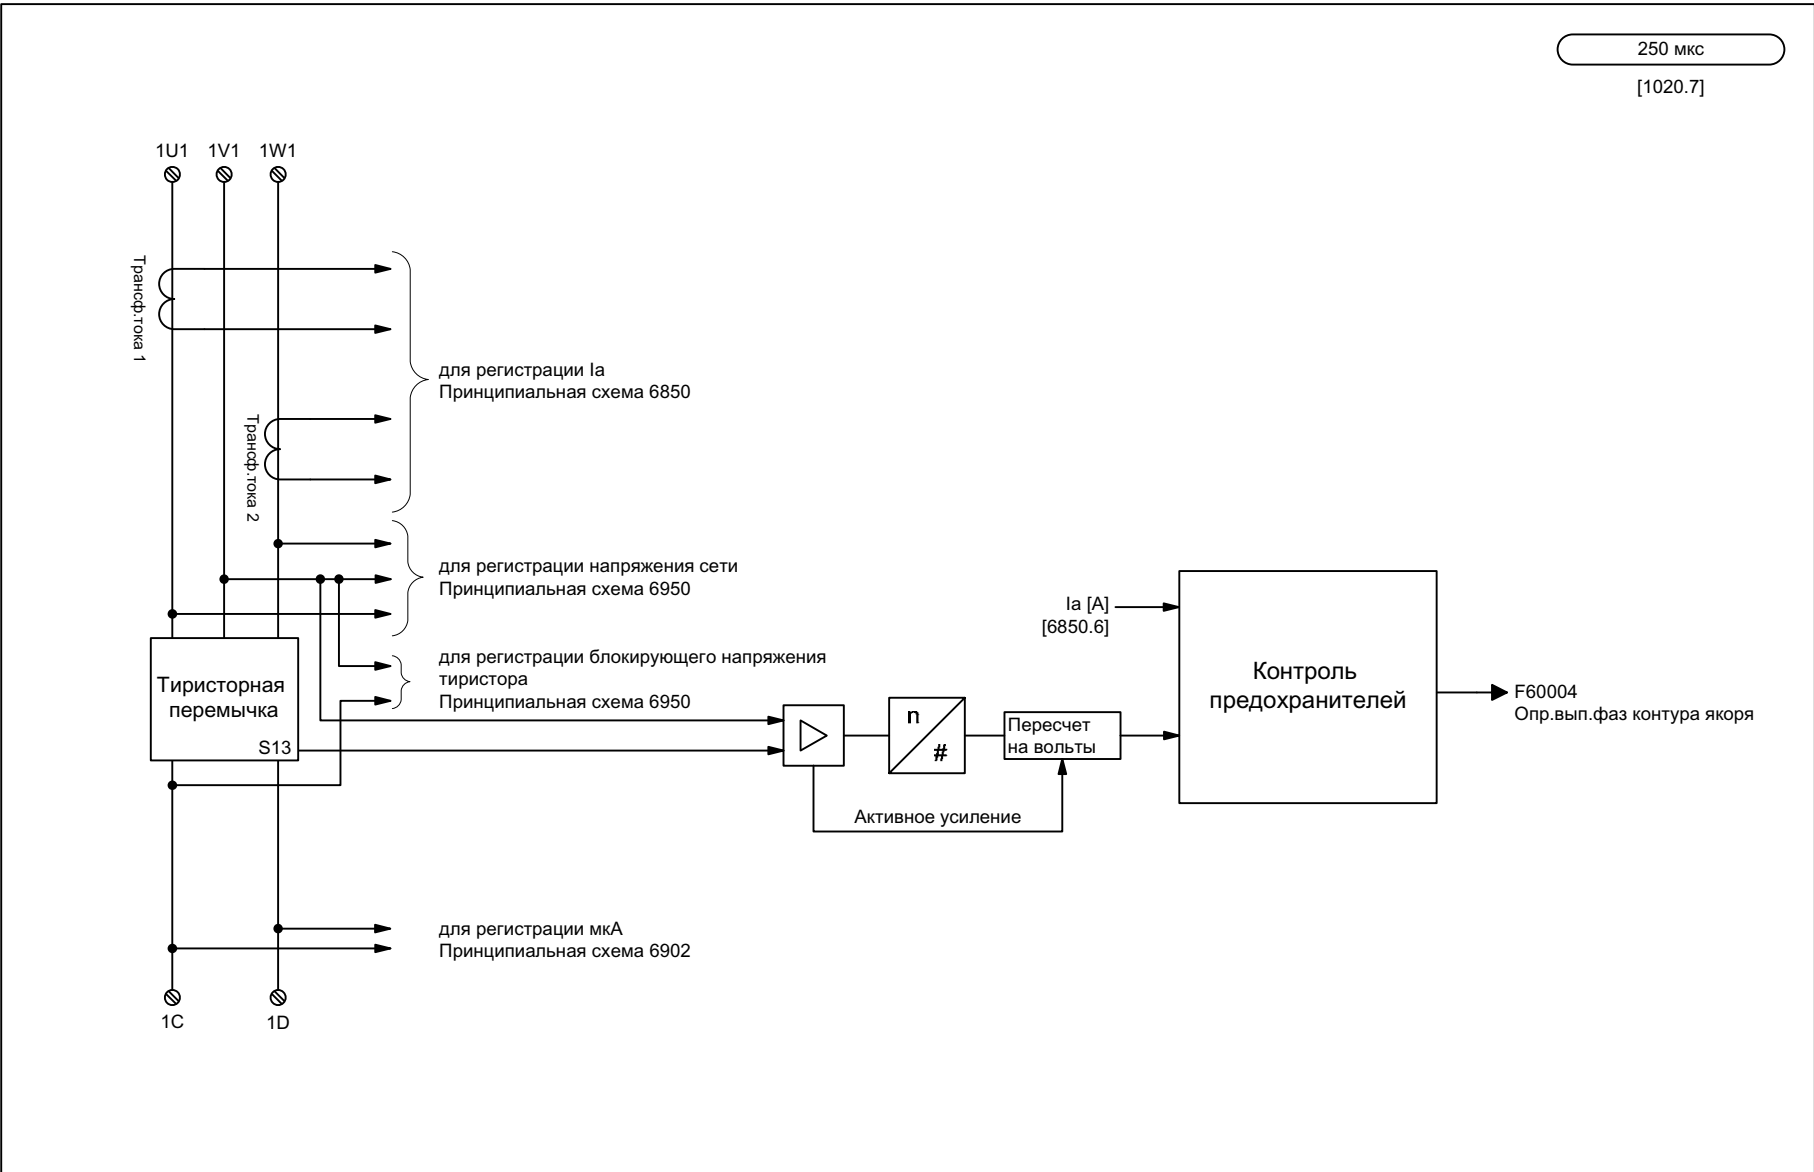 250 мкс
[1020.7]
1U1 1V1 1W1
Трансф.тока 1
для регистрации Ia
Принципиальная схема 6850
Трансф.тока 2
для регистрации напряжения сети
Принципиальная схема 6950
Ia [A]
[6850.6]
для регистрации блокирующего напряжения
тиристора
Принципиальная схема 6950
Тиристорная
перемычка
S13
n
#
Пересчет
на вольты
Контроль
предохранителей
F60004
Опр.вып.фаз контура якоря
Активное усиление
для регистрации мкА
Принципиальная схема 6902
1C 1D